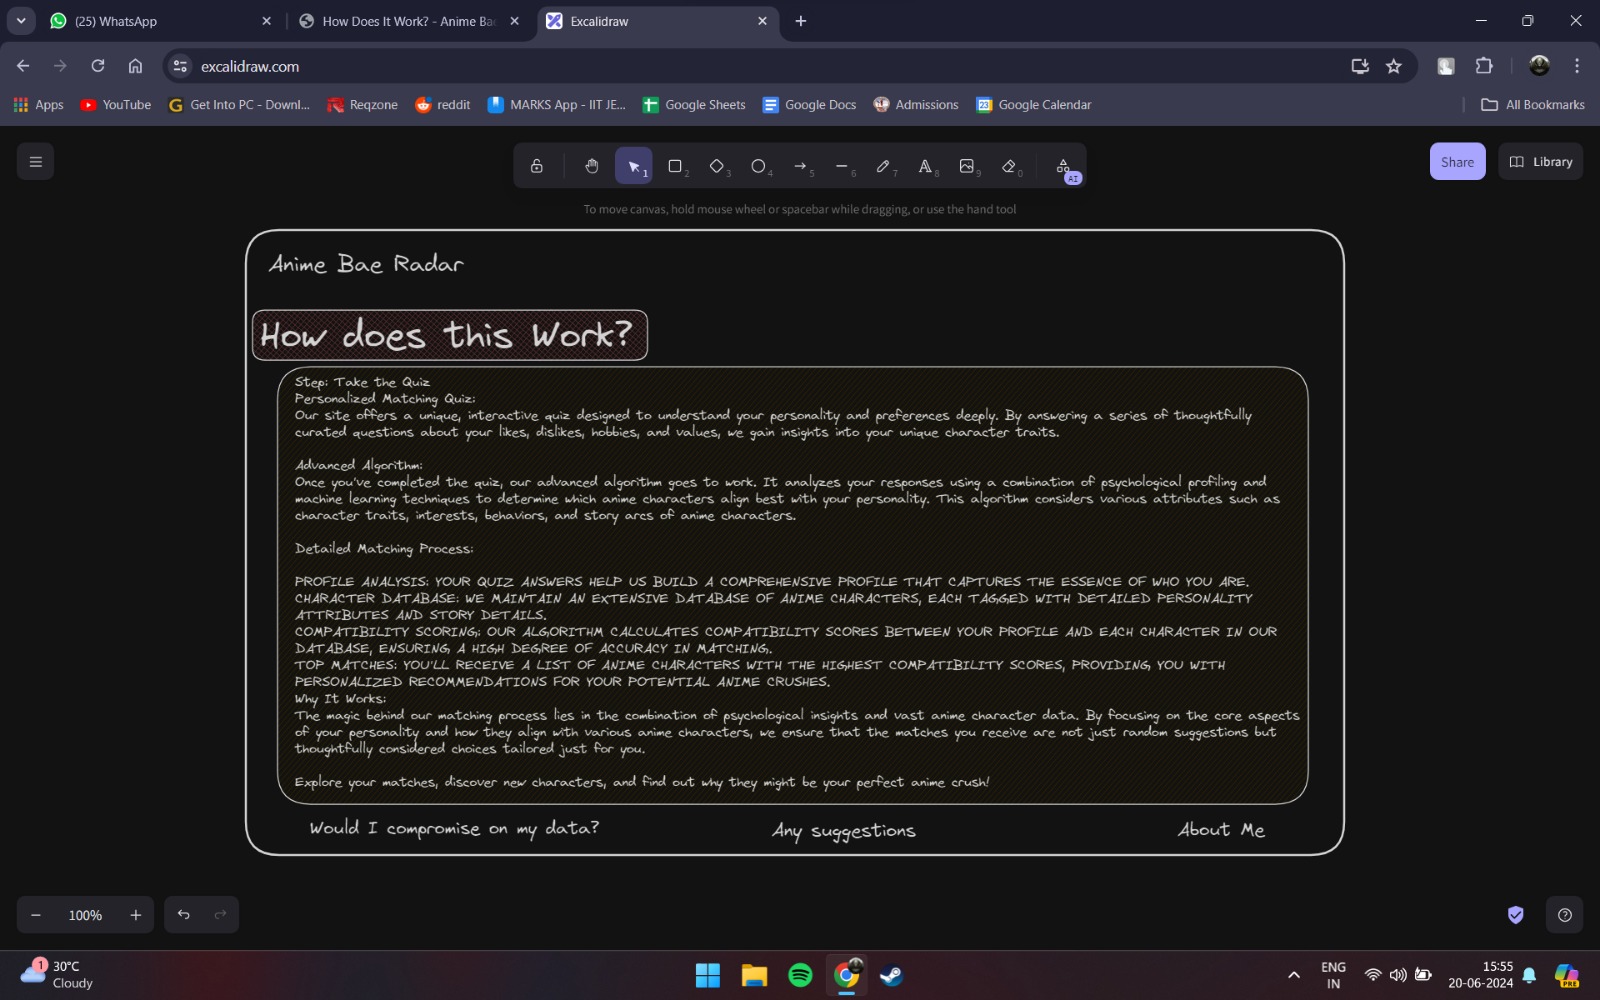 (25) WhatsApp
How Does It Work? - Anime Ba
Excalidraw
excalidraw.com
Apps
YouTube
Get Into PC - Downl...
Reqzone
reddit
MARKS App - IIT JE...
Google Sheets
Google Docs
Admissions
23
Google Calendar
All Bookmarks
1
2
3
4
5
6
7
A 8
9
0
AI
Share
Library
To move canvas, hold mouse wheel or spacebar while dragging, or use the hand tool
Anime Bae Radar
How does this Work?
Step: Take the Quiz
Personalized Matching Quiz:
Our site offers a unique, interactive quiz designed to understand your personality and preferences deeply. By answering a series of thoughtfully
curated questions about your likes, dislikes, hobbies, and values, we gain insights into your unique character traits.
Advanced Algorithm:
Once you've completed the quiz, our advanced algorithm goes to work. It analyzes your responses using a combination of psychological profiling and
machine learning techniques to determine which anime characters align best with your personality. This algorithm considers various attributes such as
character traits, interests, behaviors, and story arcs of anime characters.
Detailed Matching Process:
PROFILE ANALYSIS: YOUR QUIZ ANSWERS HELP US BUILD A COMPREHENSIVE PROFILE THAT CAPTURES THE ESSENCE OF WHO YOU ARE.
CHARACTER DATABASE: WE MAINTAIN AN EXTENSIVE DATABASE OF ANIME CHARACTERS, EACH TAGGED WITH DETAILED PERSONALITY
ATTRIBUTES AND STORY DETAILS.
COMPATIBILITY SCORING: OUR ALGORITHM CALCULATES COMPATIBILITY SCORES BETWEEN YOUR PROFILE AND EACH CHARACTER IN OUR
DATABASE, ENSURING A HIGH DEGREE OF ACCURACY IN MATCHING.
TOP MATCHES: YOU'LL RECEIVE A LIST OF ANIME CHARACTERS WITH THE HIGHEST COMPATIBILITY SCORES, PROVIDING YOU WITH
PERSONALIZED RECOMMENDATIONS FOR YOUR POTENTIAL ANIME CRUSHES.
Why It Works:
The magic behind our matching process lies in the combination of psychological insights and vast anime character data. By focusing on the core aspects
of your personality and how they align with various anime characters, we ensure that the matches you receive are not just random suggestions but
thoughtfully considered choices tailored just for you.
Explore your matches, discover new characters, and find out why they might be your perfect anime crush!
Would I compromise on my data?
Any suggestions
About Me
100%
1
30°C
Cloudy
ENG
IN
15:55
20-06-2024
PRE